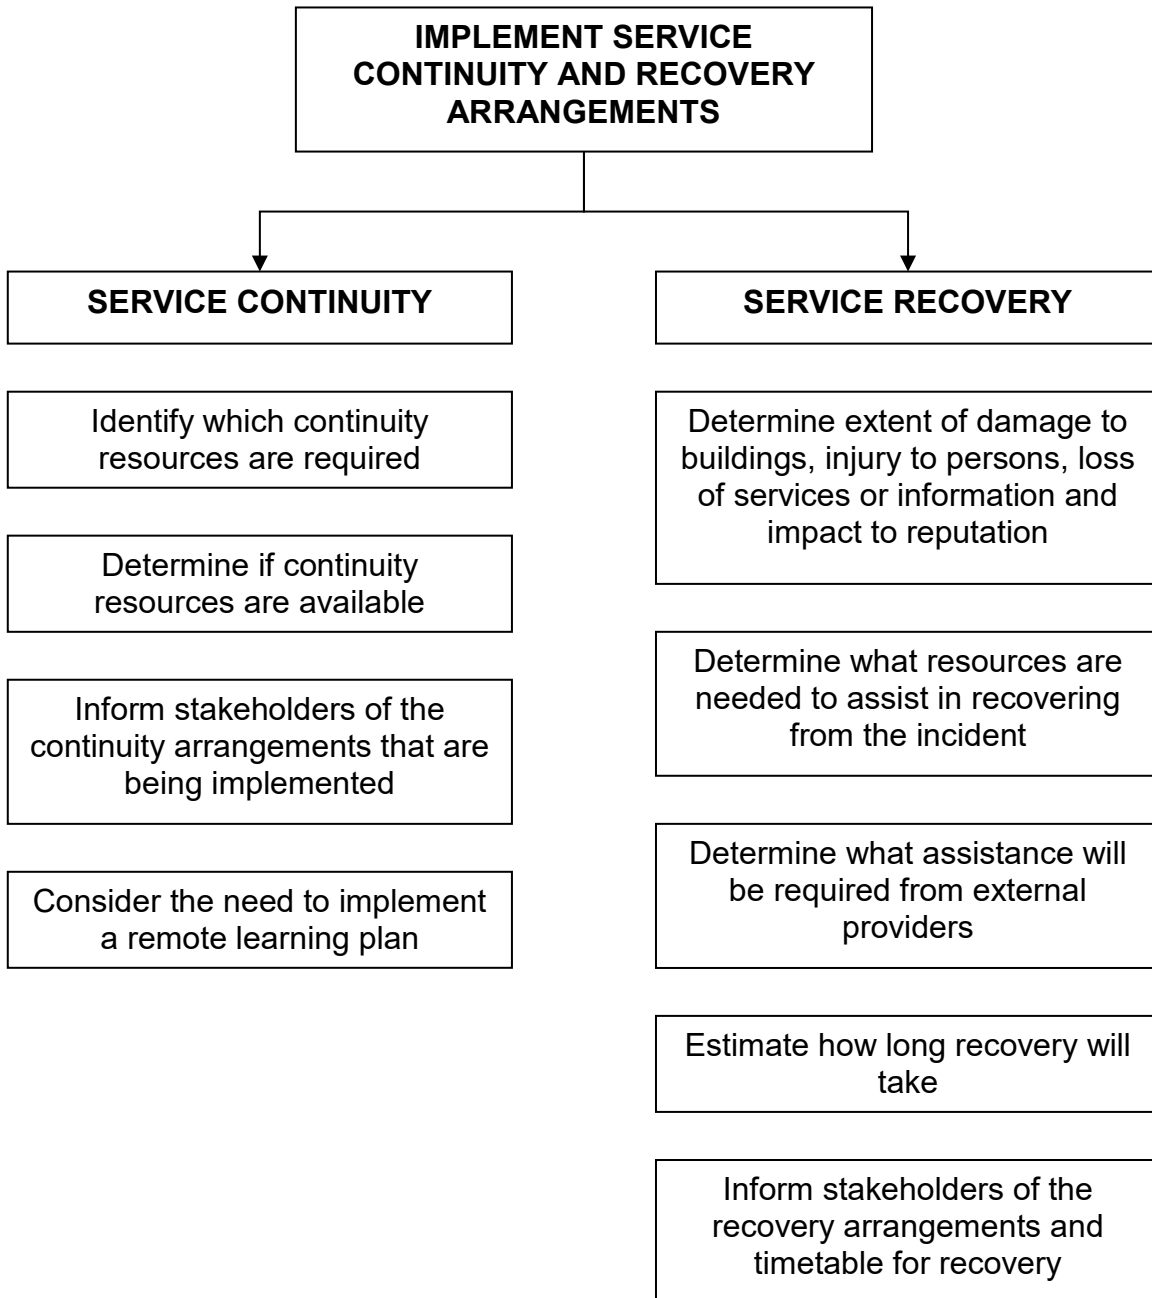 IMPLEMENT SERVICE
CONTINUITY AND RECOVERY
ARRANGEMENTS
SERVICE CONTINUITY
Identify which continuity
resources are required
Determine if continuity
resources are available
Inform stakeholders of the
continuity arrangements that are
being implemented
Consider the need to implement
a remote learning plan
SERVICE RECOVERY
Determine extent of damage to
buildings, injury to persons, loss
of services or information and
impact to reputation
Determine what resources are
needed to assist in recovering
from the incident
Determine what assistance will
be required from external
providers
Estimate how long recovery will
take
Inform stakeholders of the
recovery arrangements and
timetable for recovery